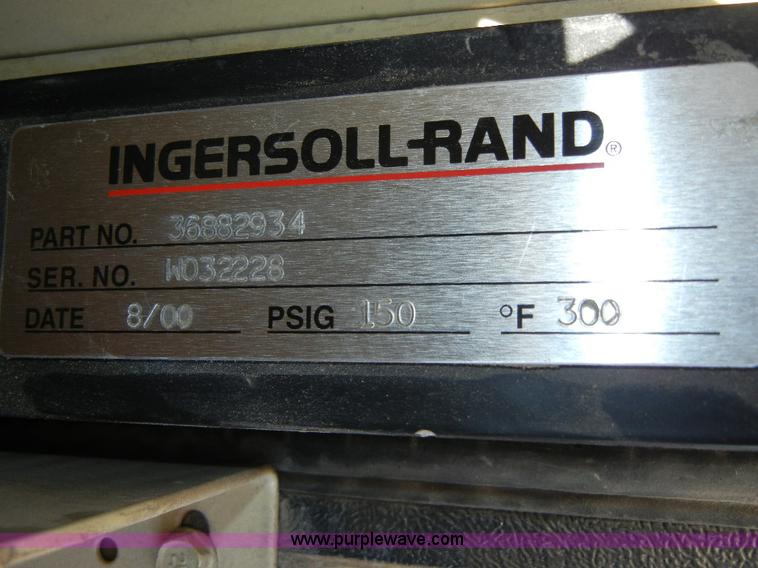 INGERSOLL-RAND®
PART NO. 36882934
SER. NO. W032228
DATE 8/00 PSIG 150 °F 300
www.purplewave.com